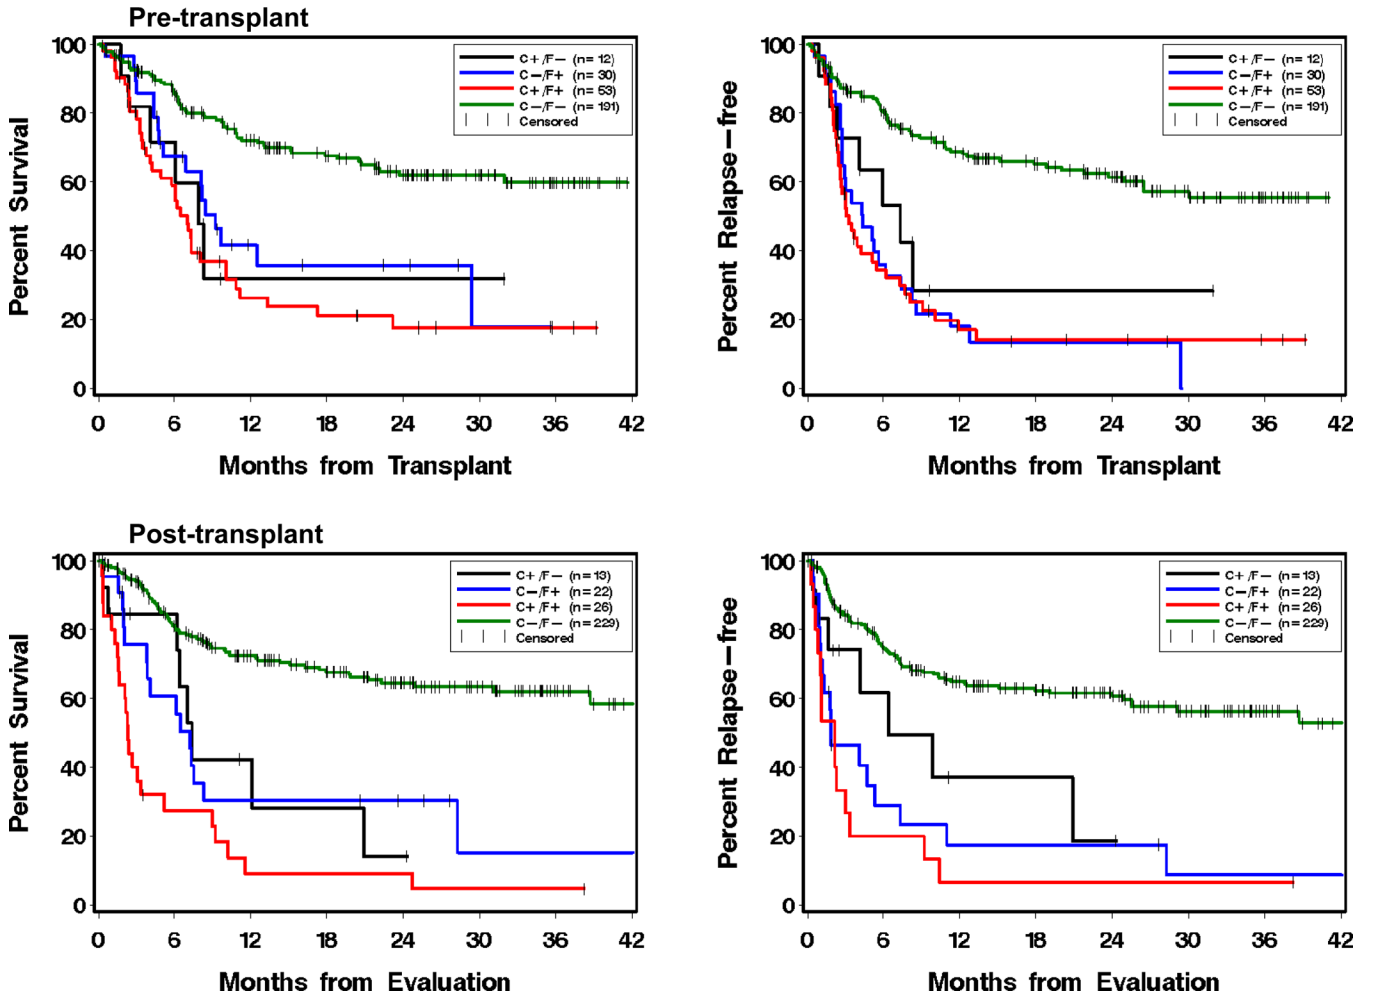 Pre-transplant
Percent Survival
100
80
60
40
20
0
C+/F− (n=12)
C−/F+ (n=30)
C+/F+ (n=53)
C−/F− (n=191)
Censored
0 6 12 18 24 30 36 42
Months from Transplant
Percent Relapse−free
100
80
60
40
20
0
C+/F− (n=12)
C−/F+ (n=30)
C+/F+ (n=53)
C−/F− (n=191)
Censored
0 6 12 18 24 30 36 42
Months from Transplant
Post-transplant
Percent Survival
100
80
60
40
20
0
C+/F− (n=13)
C−/F+ (n=22)
C+/F+ (n=26)
C−/F− (n=229)
Censored
0 6 12 18 24 30 36 42
Months from Evaluation
Percent Relapse−free
100
80
60
40
20
0
C+/F− (n=13)
C−/F+ (n=22)
C+/F+ (n=26)
C−/F− (n=229)
Censored
0 6 12 18 24 30 36 42
Months from Evaluation